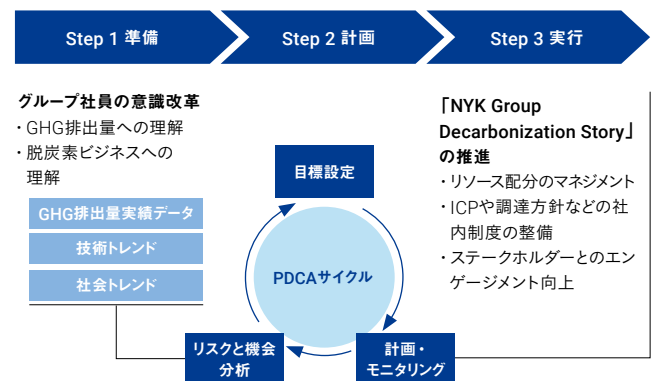 Step 1 準備
Step 2 計画
Step 3 実行
グループ社員の意識改革
・GHG排出量への理解
・脱炭素ビジネスへの
理解
GHG排出量実績データ
技術トレンド
社会トレンド
目標設定
PDCAサイクル
リスクと機会
分析
計画・
モニタリング
「NYK Group
Decarbonization Story」
の推進
・リソース配分のマネジメント
・ICPや調達方針などの社
内制度の整備
・ステークホルダーとのエン
ゲージメント向上